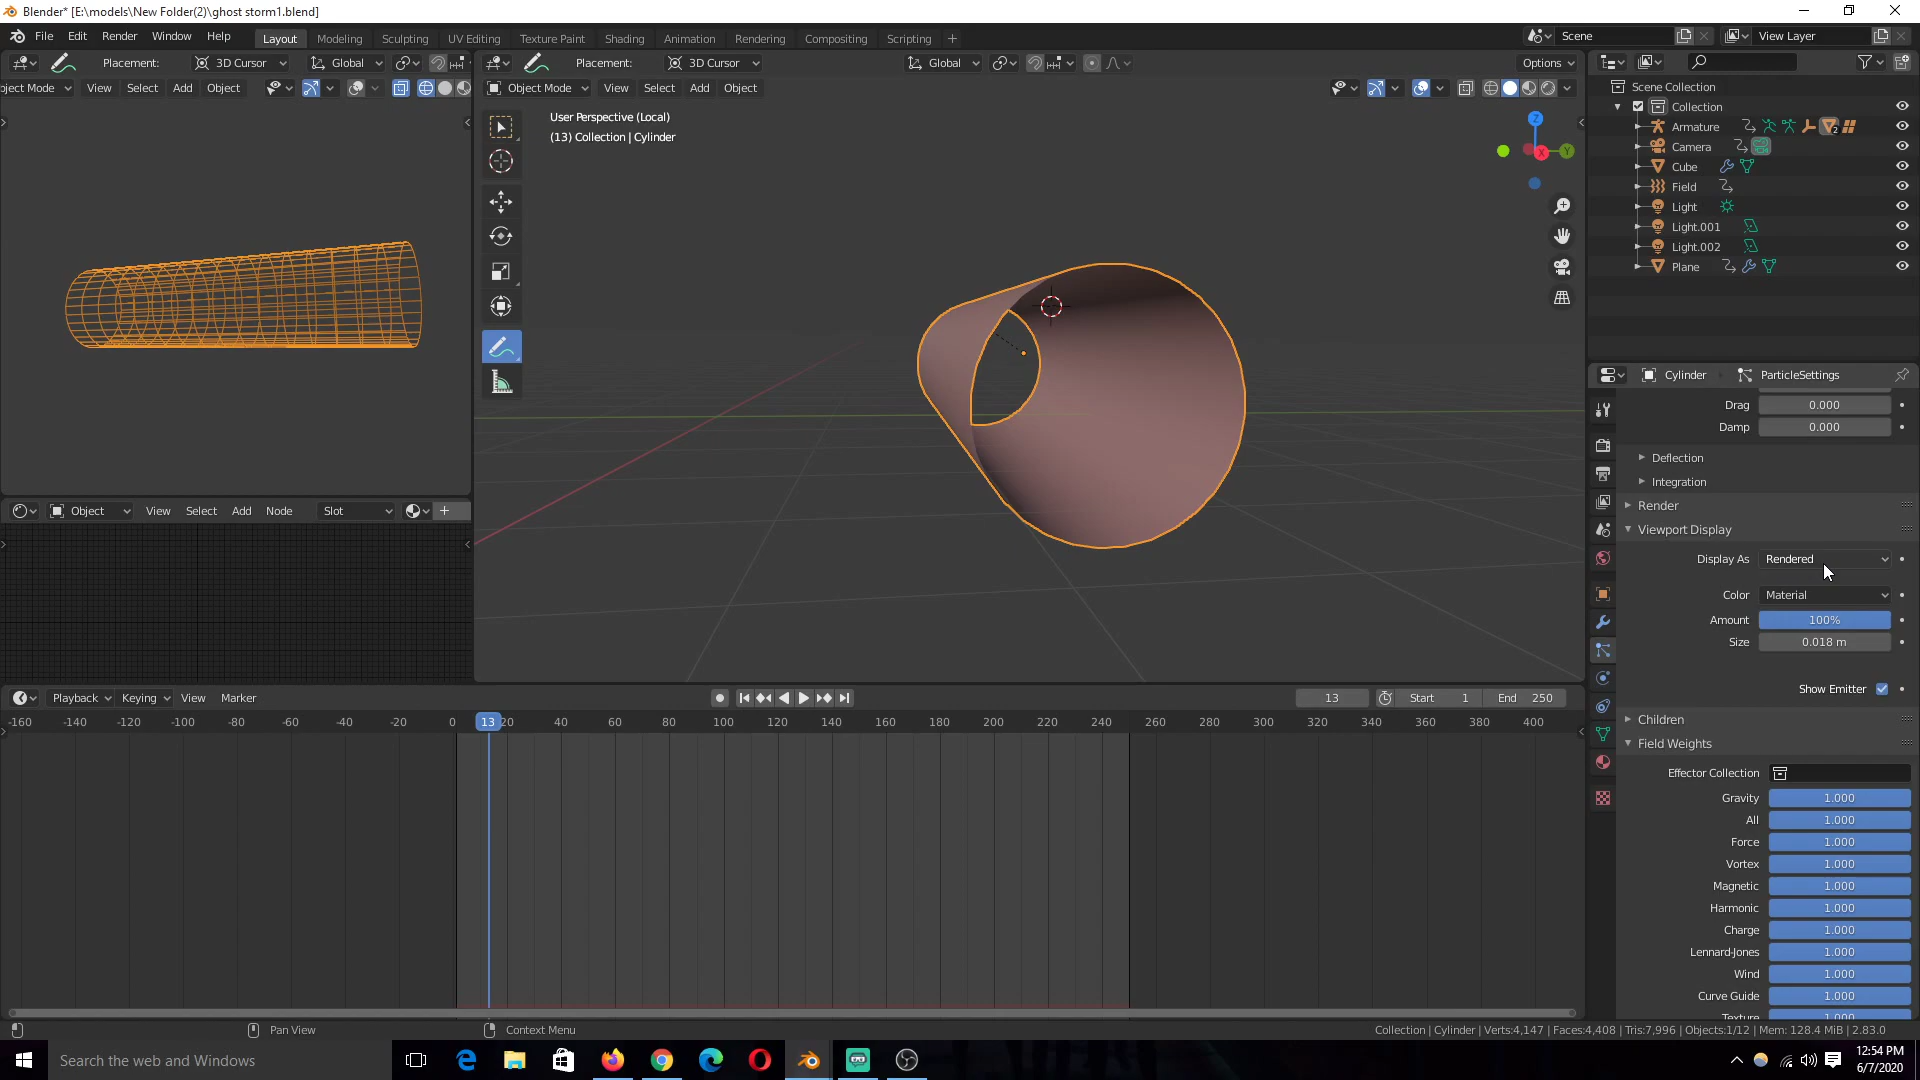 Blender* [E:\models\New Folder(2)\ghost storm1.blend]
File Edit Render Window Help
Layout Modeling Sculpting UV Editing Texture Paint Shading Animation Rendering Compositing Scripting +
Scene View Layer
Placement: 3D Cursor Global
Placement: 3D Cursor Global Options
bject Mode View Select Add Object
Object Mode View Select Add Object
User Perspective (Local)
(13) Collection | Cylinder
Z
X
Y
Scene Collection
Collection
Armature 2
Camera
Cube
Field
Light
Light.001
Light.002
Plane
Cylinder ParticleSettings
Drag 0.000
Damp 0.000
Deflection
Integration
Render
Viewport Display
Display As Rendered
Color Material
Amount 100%
Size 0.018 m
Show Emitter
Children
Field Weights
Effector Collection
Gravity 1.000
All 1.000
Force 1.000
Vortex 1.000
Magnetic 1.000
Harmonic 1.000
Charge 1.000
Lennard-Jones 1.000
Wind 1.000
Curve Guide 1.000
Texture 1.000
Object View Select Add Node Slot
Playback Keying View Marker 13 Start 1 End 250
-160 -140 -120 -100 -80 -60 -40 -20 0 13 20 40 60 80 100 120 140 160 180 200 220 240 260 280 300 320 340 360 380 400
Pan View Context Menu
Collection | Cylinder | Verts:4,147 | Faces:4,408 | Tris:7,996 | Objects:1/12 | Mem: 128.4 MiB | 2.83.0
Search the web and Windows
12:54 PM
6/7/2020